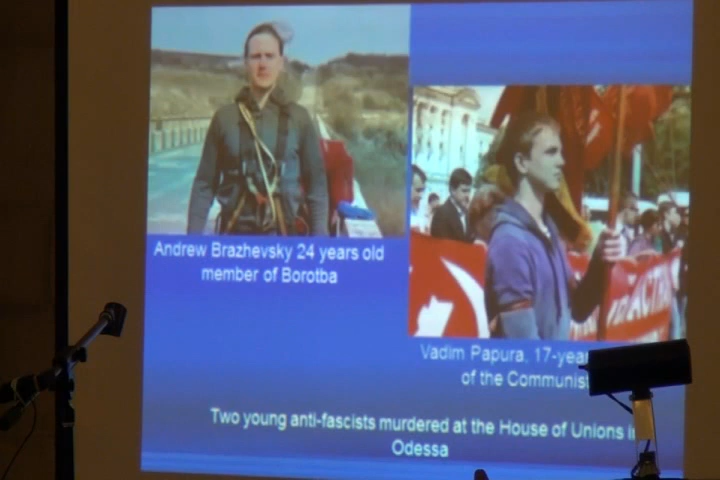 Andrew Brazhevsky 24 years old
member of Borotba
Vadim Papura, 17-yea
of the Communis
Two young anti-fascists murdered at the House of Unions i
Odessa